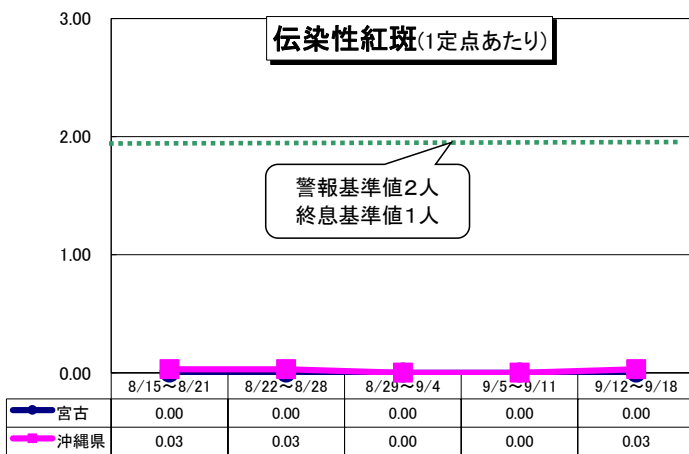 伝染性紅斑(1定点あたり)
3.00
2.00
1.00
0.00
警報基準値2人
終息基準値1人
8/15～8/21 8/22～8/28 8/29～9/4 9/5～9/11 9/12～9/18
宮古 0.00 0.00 0.00 0.00 0.00
沖縄県 0.03 0.03 0.00 0.00 0.03